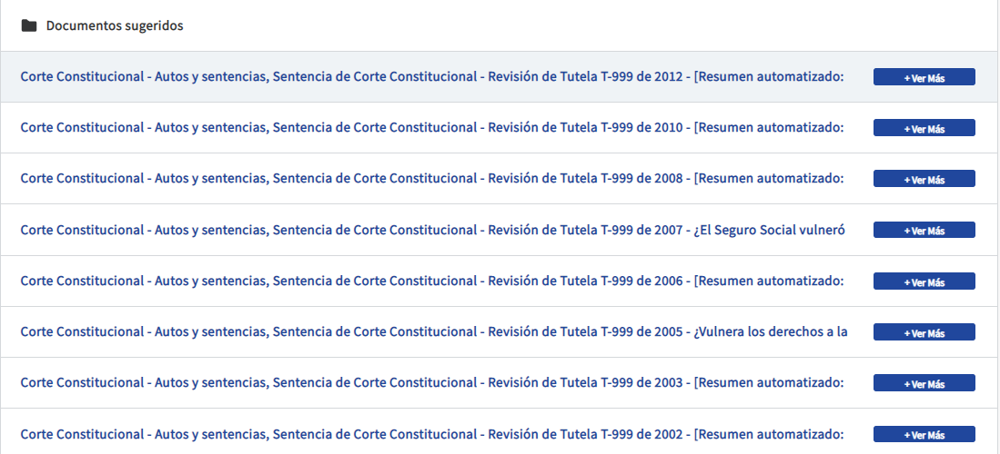 Documentos sugeridos
Corte Constitucional - Autos y sentencias, Sentencia de Corte Constitucional - Revisión de Tutela T-999 de 2012 - [Resumen automatizado: + Ver Más
Corte Constitucional - Autos y sentencias, Sentencia de Corte Constitucional - Revisión de Tutela T-999 de 2010 - [Resumen automatizado: + Ver Más
Corte Constitucional - Autos y sentencias, Sentencia de Corte Constitucional - Revisión de Tutela T-999 de 2008 - [Resumen automatizado: + Ver Más
Corte Constitucional - Autos y sentencias, Sentencia de Corte Constitucional - Revisión de Tutela T-999 de 2007 - ¿El Seguro Social vulneró + Ver Más
Corte Constitucional - Autos y sentencias, Sentencia de Corte Constitucional - Revisión de Tutela T-999 de 2006 - [Resumen automatizado: + Ver Más
Corte Constitucional - Autos y sentencias, Sentencia de Corte Constitucional - Revisión de Tutela T-999 de 2005 - ¿Vulnera los derechos a la + Ver Más
Corte Constitucional - Autos y sentencias, Sentencia de Corte Constitucional - Revisión de Tutela T-999 de 2003 - [Resumen automatizado: + Ver Más
Corte Constitucional - Autos y sentencias, Sentencia de Corte Constitucional - Revisión de Tutela T-999 de 2002 - [Resumen automatizado: + Ver Más